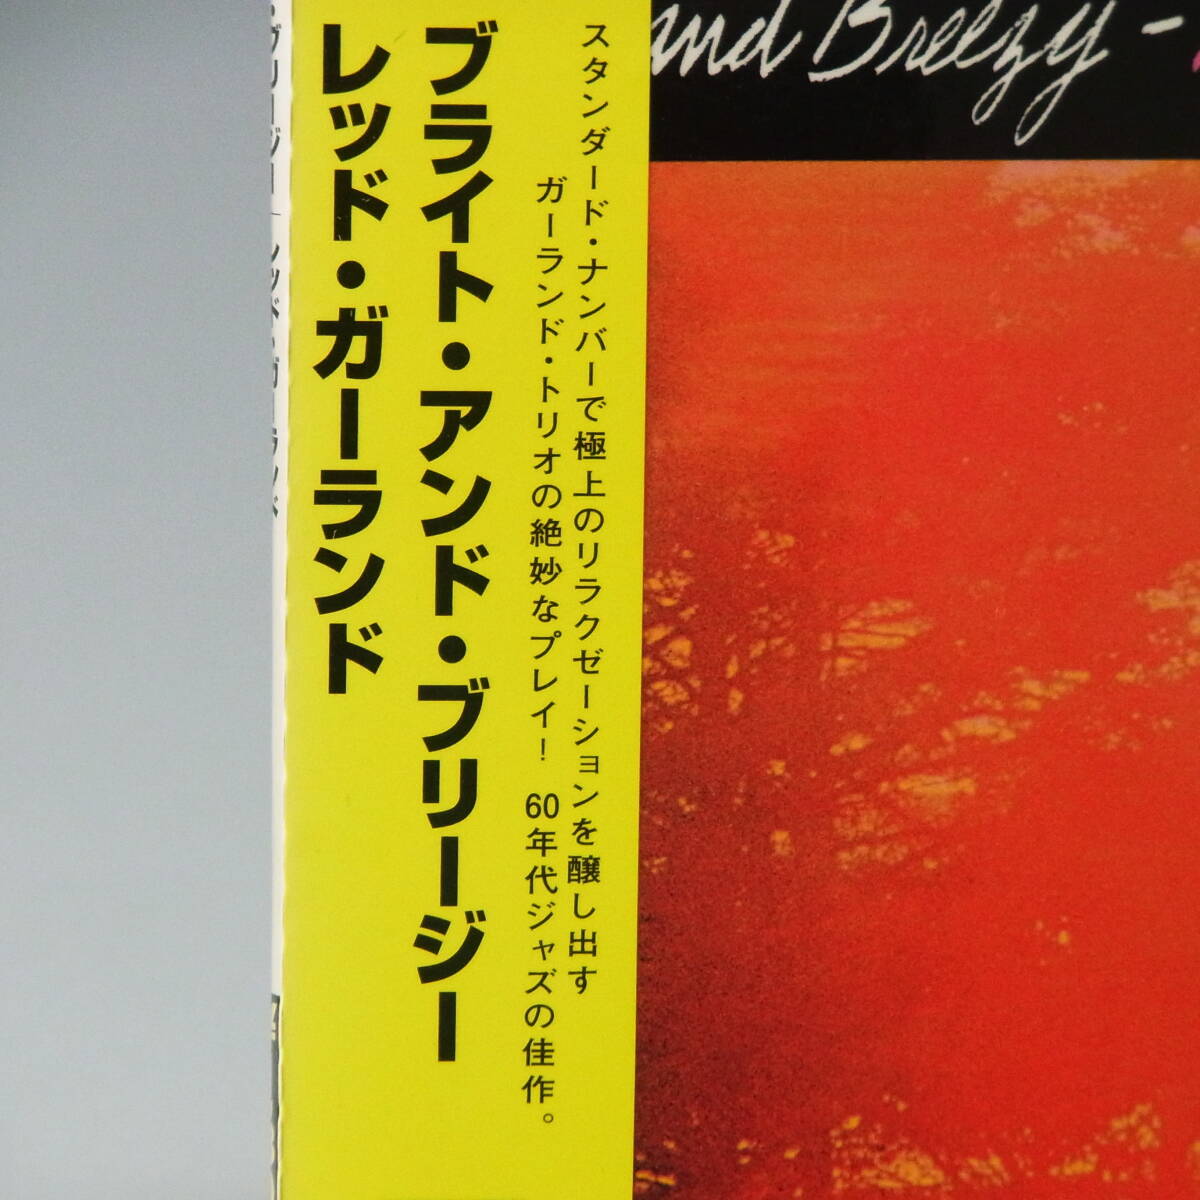 and Breezy -
スタンダード・ナンバーで極上のリラクゼーションを醸し出す
ガーランド・トリオの絶妙なプレイ! 60年代ジャズの佳作。
ブライト・アンド・ブリージー
レッド・ガーランド